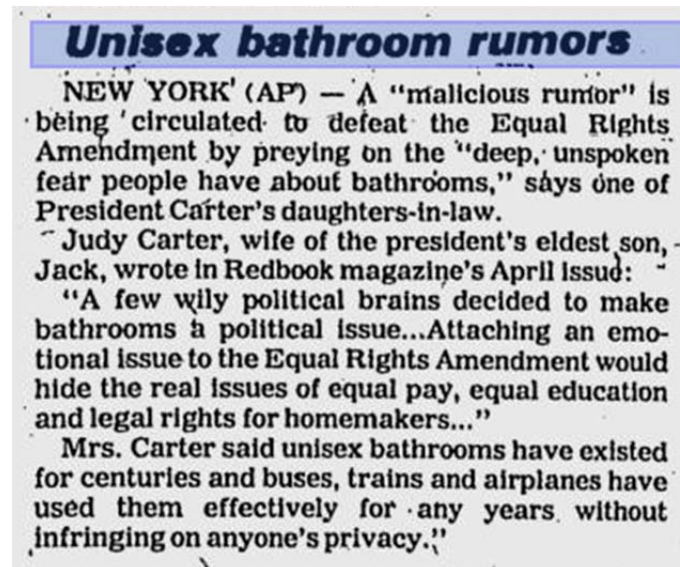 Unisex bathroom rumors
NEW YORK (AP) — A "malicious rumor" is
being circulated to defeat the Equal Rights
Amendment by preying on the "deep, unspoken
fear people have about bathrooms," says one of
President Carter's daughters-in-law.
Judy Carter, wife of the president's eldest son,
Jack, wrote in Redbook magazine's April issue:
"A few wily political brains decided to make
bathrooms a political issue...Attaching an emo-
tional issue to the Equal Rights Amendment would
hide the real issues of equal pay, equal education
and legal rights for homemakers..."
Mrs. Carter said unisex bathrooms have existed
for centuries and buses, trains and airplanes have
used them effectively for any years without
infringing on anyone's privacy."